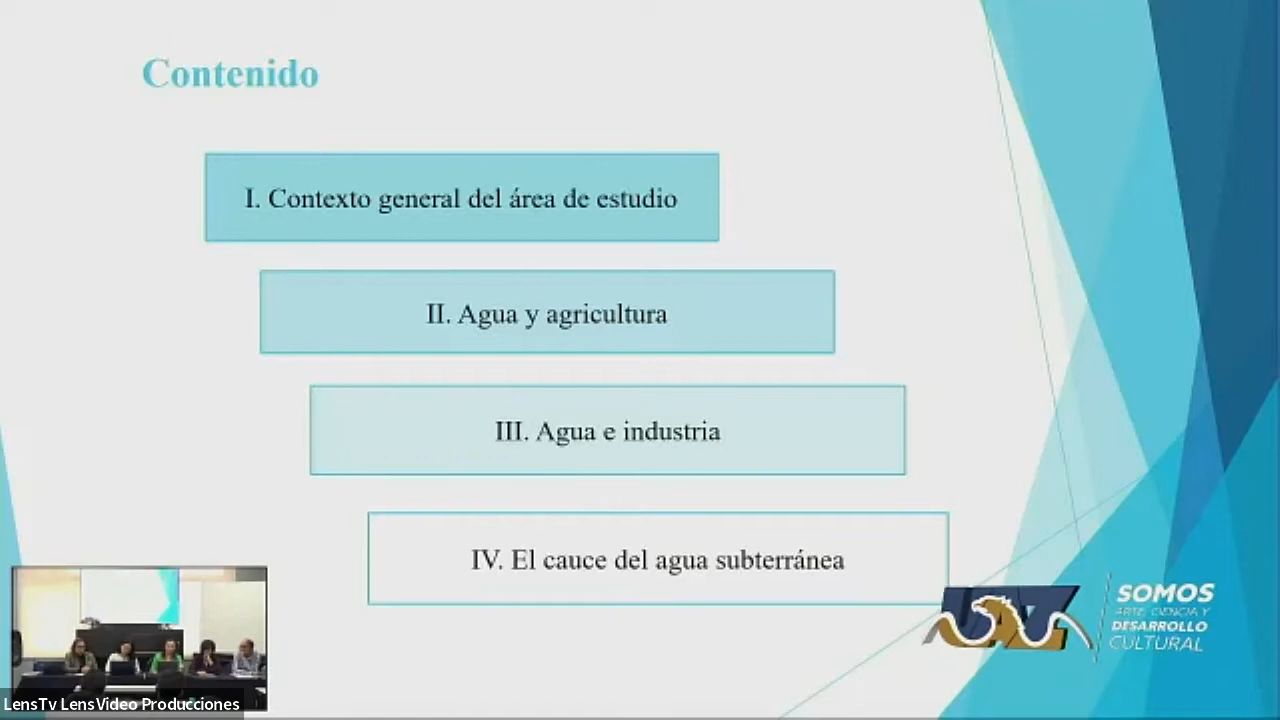 Contenido
I. Contexto general del área de estudio
II. Agua y agricultura
III. Agua e industria
IV. El cauce del agua subterránea
UAZ
SOMOS
ARTE, CIENCIA Y
DESARROLLO
CULTURAL
LensTv LensVideo Producciones